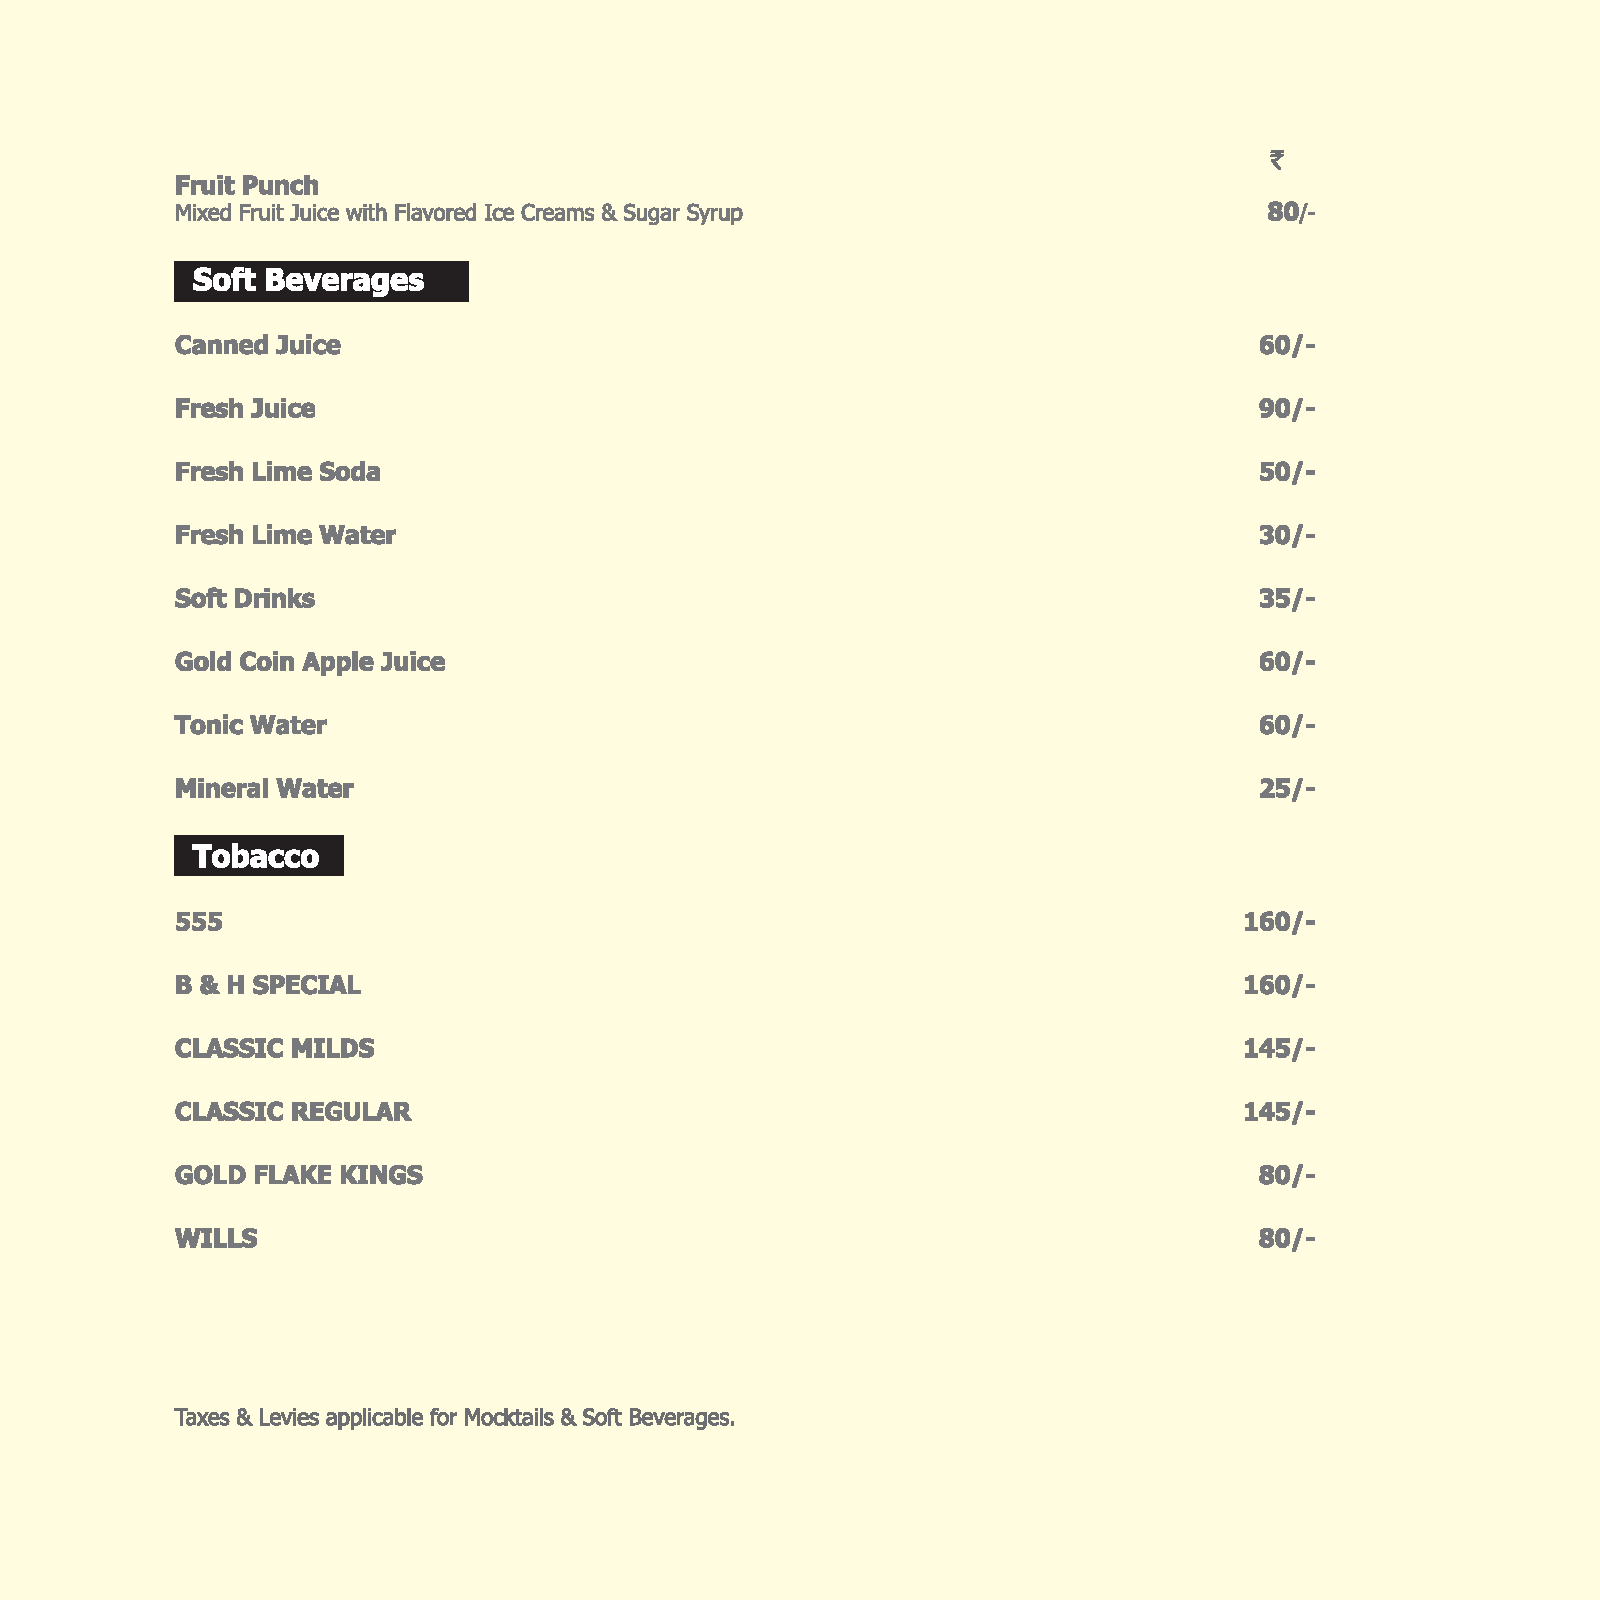 ₹
Fruit Punch
Mixed Fruit Juice with Flavored Ice Creams & Sugar Syrup 80/-
Soft Beverages
Canned Juice 60/-
Fresh Juice 90/-
Fresh Lime Soda 50/-
Fresh Lime Water 30/-
Soft Drinks 35/-
Gold Coin Apple Juice 60/-
Tonic Water 60/-
Mineral Water 25/-
Tobacco
555 160/-
B & H SPECIAL 160/-
CLASSIC MILDS 145/-
CLASSIC REGULAR 145/-
GOLD FLAKE KINGS 80/-
WILLS 80/-
Taxes & Levies applicable for Mocktails & Soft Beverages.